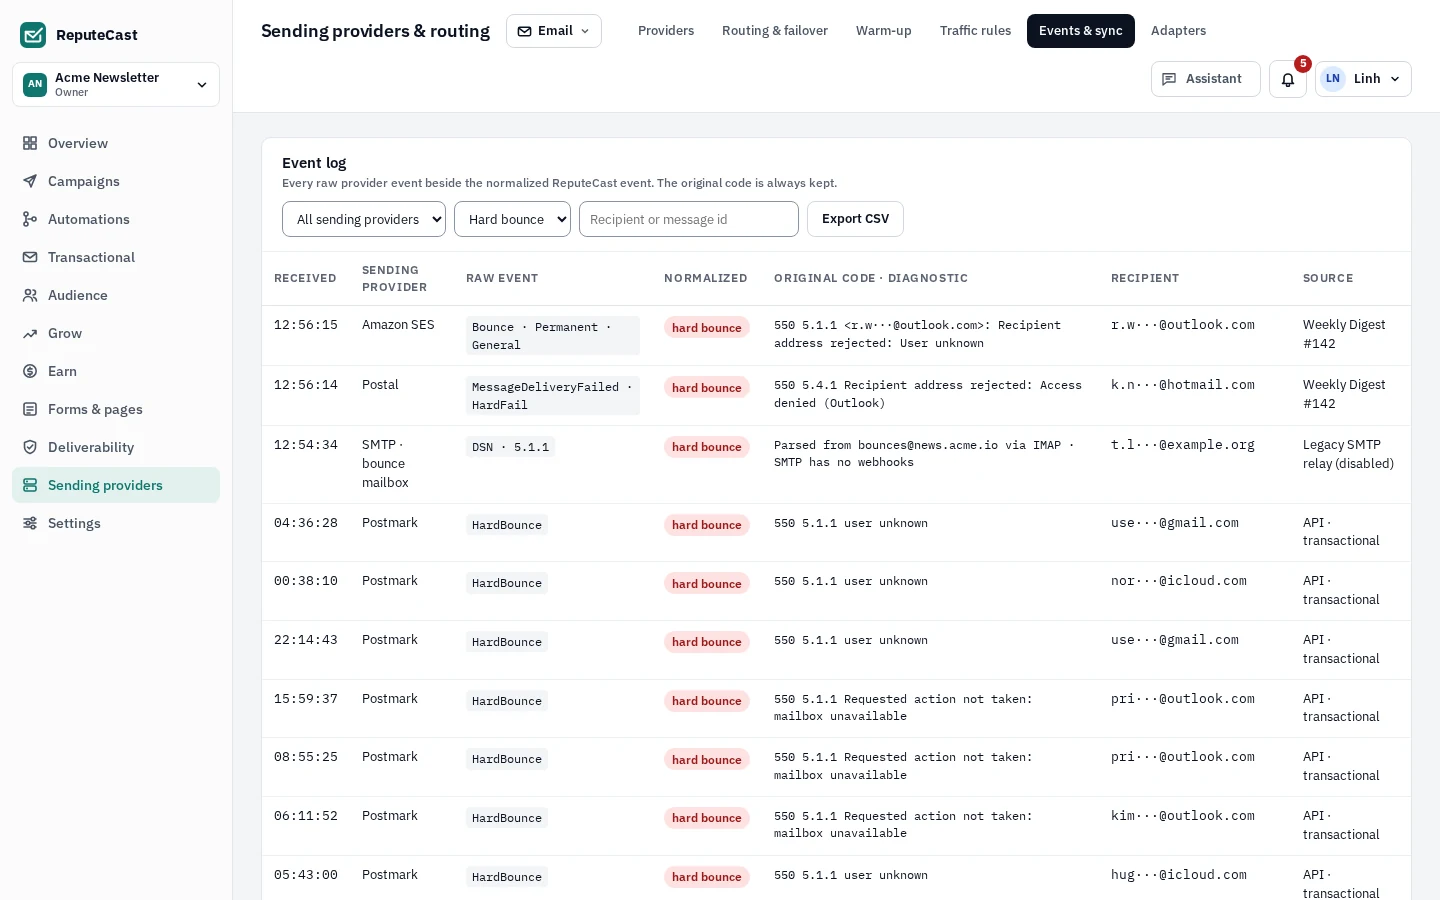 ReputeCast
AN
Acme Newsletter
Owner
Overview
Campaigns
Automations
Transactional
Audience
Grow
Earn
Forms & pages
Deliverability
Sending providers
Settings
Sending providers & routing
Email
Providers
Routing & failover
Warm-up
Traffic rules
Events & sync
Adapters
Assistant
5
LN
Linh
Event log
Every raw provider event beside the normalized ReputeCast event. The original code is always kept.
All sending providers
Hard bounce
Recipient or message id
Export CSV
RECEIVED
SENDING
PROVIDER
RAW EVENT
NORMALIZED
ORIGINAL CODE · DIAGNOSTIC
RECIPIENT
SOURCE
12:56:15
Amazon SES
Bounce · Permanent ·
General
hard bounce
550 5.1.1 <r.w···@outlook.com>: Recipient
address rejected: User unknown
r.w···@outlook.com
Weekly Digest
#142
12:56:14
Postal
MessageDeliveryFailed ·
HardFail
hard bounce
550 5.4.1 Recipient address rejected: Access
denied (Outlook)
k.n···@hotmail.com
Weekly Digest
#142
12:54:34
SMTP ·
bounce
mailbox
DSN · 5.1.1
hard bounce
Parsed from bounces@news.acme.io via IMAP ·
SMTP has no webhooks
t.l···@example.org
Legacy SMTP
relay (disabled)
04:36:28
Postmark
HardBounce
hard bounce
550 5.1.1 user unknown
use···@gmail.com
API ·
transactional
00:38:10
Postmark
HardBounce
hard bounce
550 5.1.1 user unknown
nor···@icloud.com
API ·
transactional
22:14:43
Postmark
HardBounce
hard bounce
550 5.1.1 user unknown
use···@gmail.com
API ·
transactional
15:59:37
Postmark
HardBounce
hard bounce
550 5.1.1 Requested action not taken:
mailbox unavailable
pri···@outlook.com
API ·
transactional
08:55:25
Postmark
HardBounce
hard bounce
550 5.1.1 Requested action not taken:
mailbox unavailable
pri···@outlook.com
API ·
transactional
06:11:52
Postmark
HardBounce
hard bounce
550 5.1.1 Requested action not taken:
mailbox unavailable
kim···@outlook.com
API ·
transactional
05:43:00
Postmark
HardBounce
hard bounce
550 5.1.1 user unknown
hug···@icloud.com
API ·
transactional